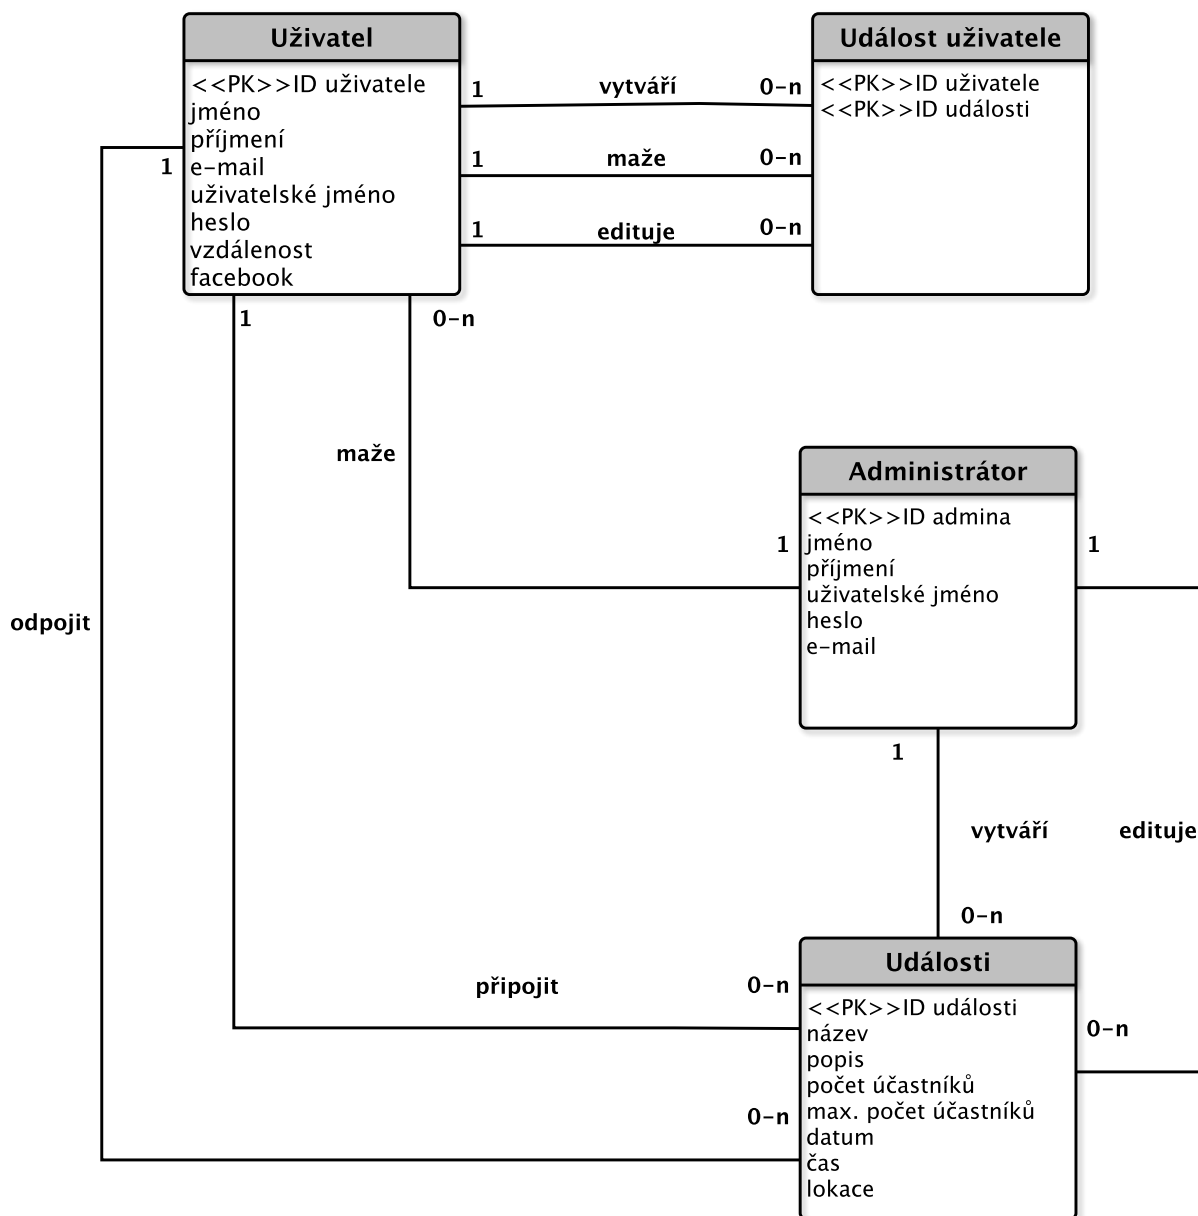 Uživatel
<<PK>>ID uživatele
jméno
příjmení
e-mail
uživatelské jméno
heslo
vzdálenost
facebook
Událost uživatele
<<PK>>ID uživatele
<<PK>>ID události
1 vytváří 0-n
1 maže 0-n
1 edituje 0-n
1
1
0-n
maže
Administrátor
<<PK>>ID admina
jméno
příjmení
uživatelské jméno
heslo
e-mail
1
1
odpojit
1
vytváří
edituje
0-n
připojit
0-n
Události
<<PK>>ID události
název
popis
počet účastníků
max. počet účastníků
datum
čas
lokace
0-n
0-n